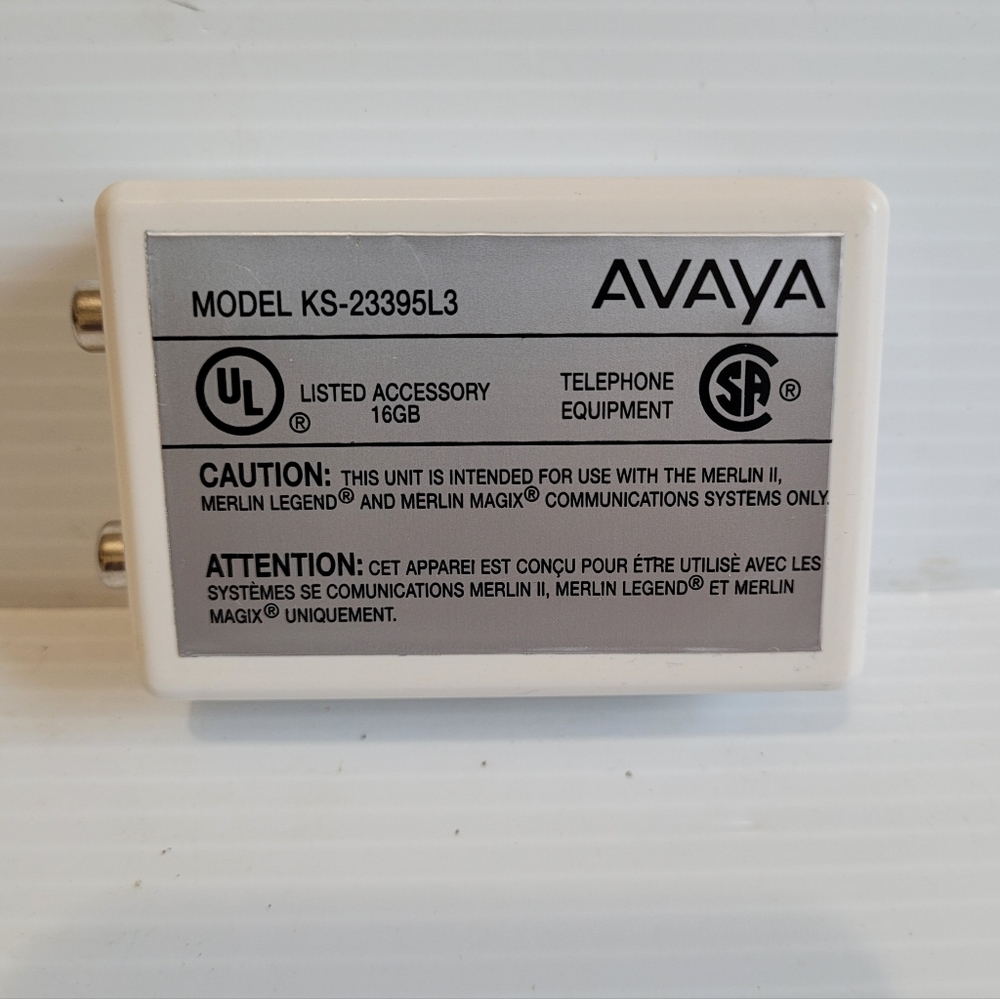 MODEL KS-23395L3
AVAYA
UL ® LISTED ACCESSORY
16GB
TELEPHONE
EQUIPMENT
SA ®
CAUTION: THIS UNIT IS INTENDED FOR USE WITH THE MERLIN II,
MERLIN LEGEND® AND MERLIN MAGIX® COMMUNICATIONS SYSTEMS ONLY.
ATTENTION: CET APPAREI EST CONÇU POUR ÉTRE UTILISÈ AVEC LES
SYSTÈMES SE COMUNICATIONS MERLIN II, MERLIN LEGEND® ET MERLIN
MAGIX® UNIQUEMENT.